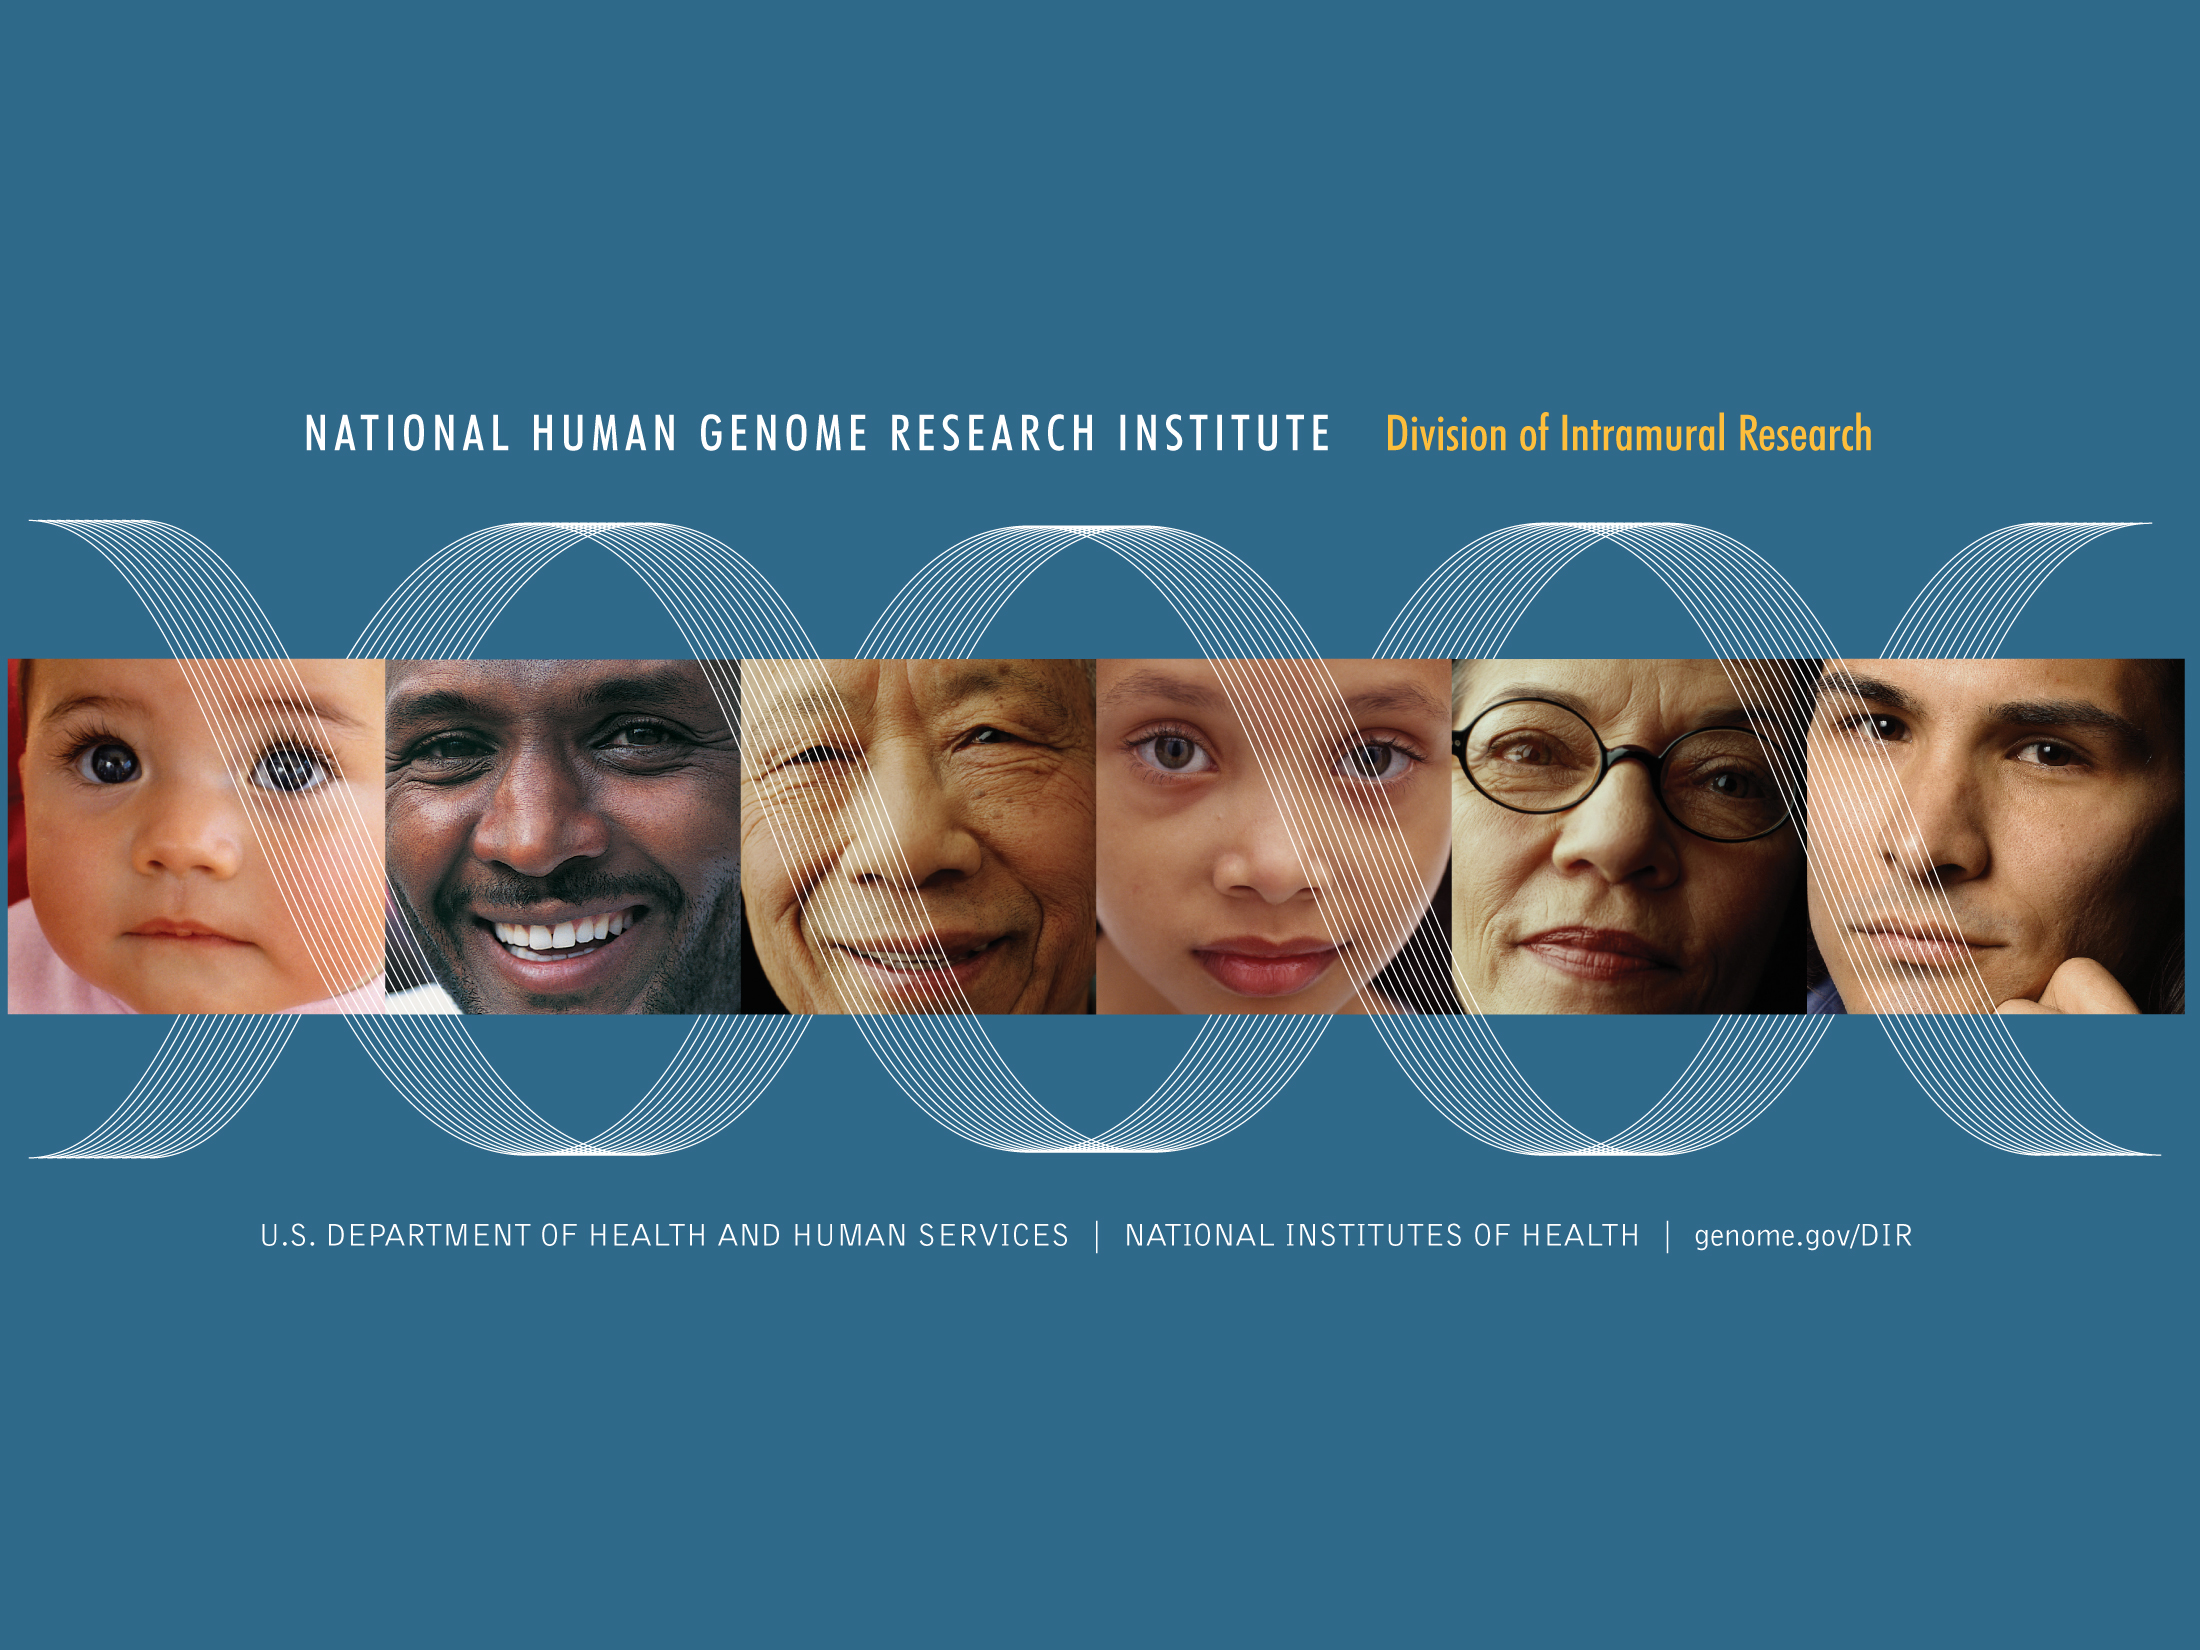 NATIONAL HUMAN GENOME RESEARCH INSTITUTE Division of Intramural Research
U.S. DEPARTMENT OF HEALTH AND HUMAN SERVICES | NATIONAL INSTITUTES OF HEALTH | genome.gov/DIR